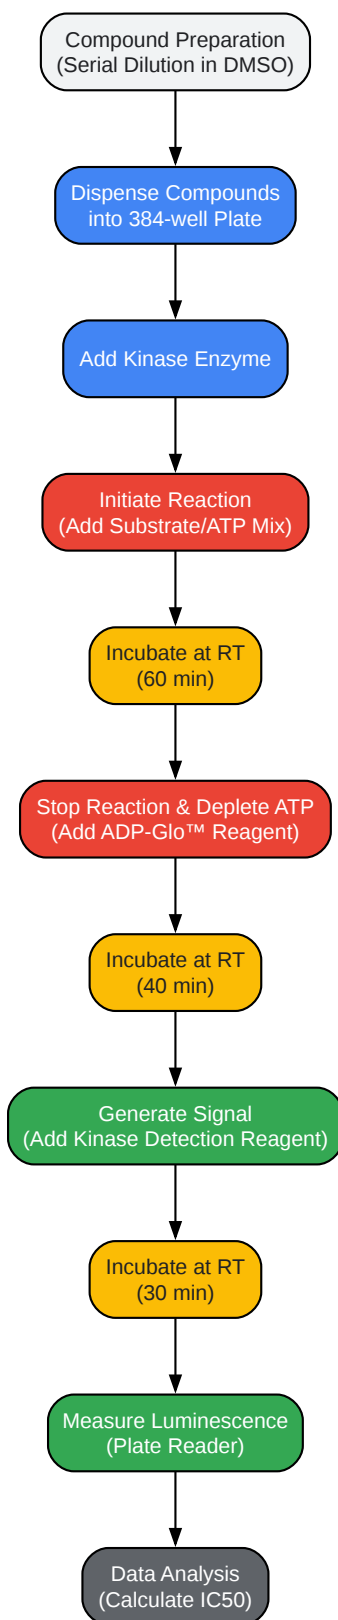 Compound Preparation
(Serial Dilution in DMSO)
Dispense Compounds
into 384-well Plate
Add Kinase Enzyme
Initiate Reaction
(Add Substrate/ATP Mix)
Incubate at RT
(60 min)
Stop Reaction & Deplete ATP
(Add ADP-Glo™ Reagent)
Incubate at RT
(40 min)
Generate Signal
(Add Kinase Detection Reagent)
Incubate at RT
(30 min)
Measure Luminescence
(Plate Reader)
Data Analysis
(Calculate IC50)